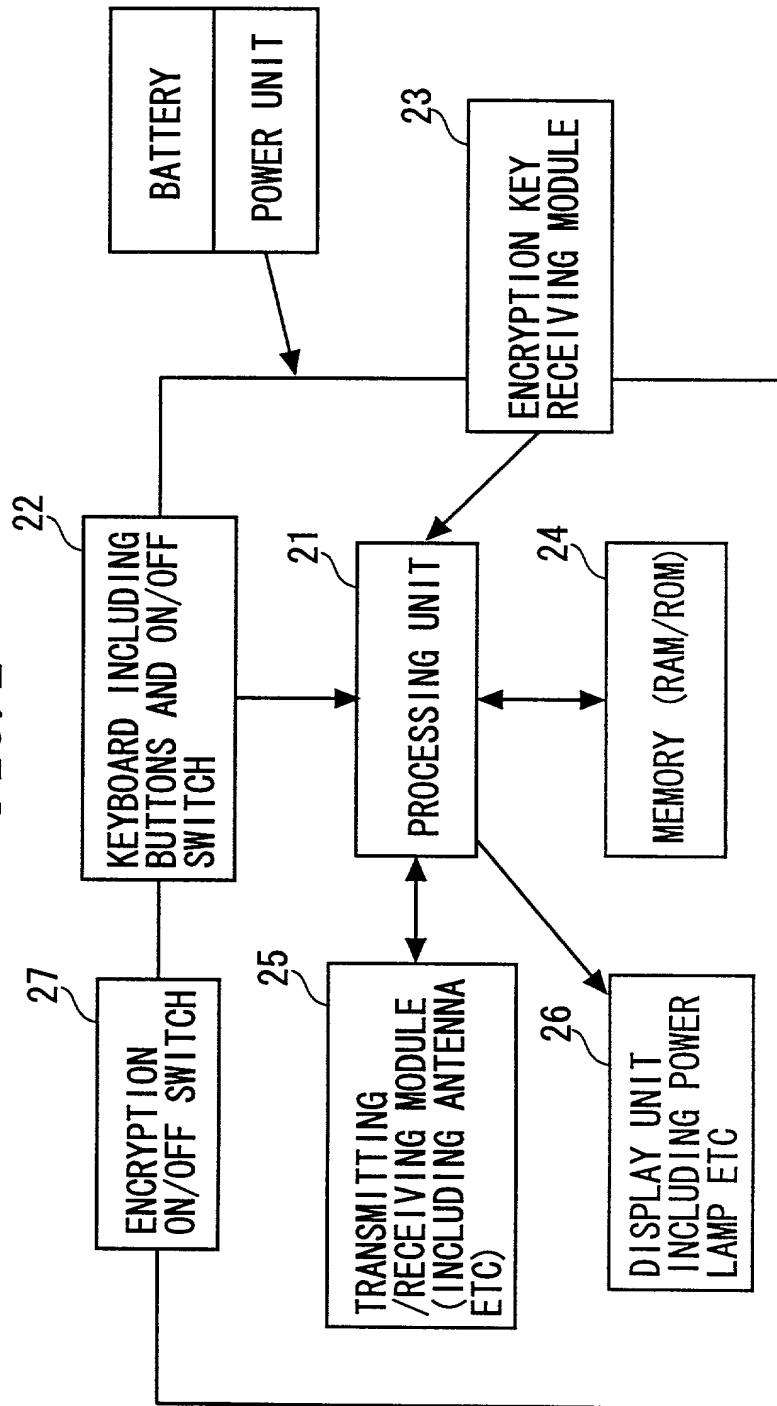 27
ENCRYPTION
ON/OFF SWITCH
22
KEYBOARD INCLUDING
BUTTONS AND ON/OFF
SWITCH
BATTERY
POWER UNIT
25
TRANSMITTING
/RECEIVING MODULE
(INCLUDING ANTENNA
ETC)
21
PROCESSING UNIT
23
ENCRYPTION KEY
RECEIVING MODULE
26
DISPLAY UNIT
INCLUDING POWER
LAMP ETC
24
MEMORY (RAM/ROM)